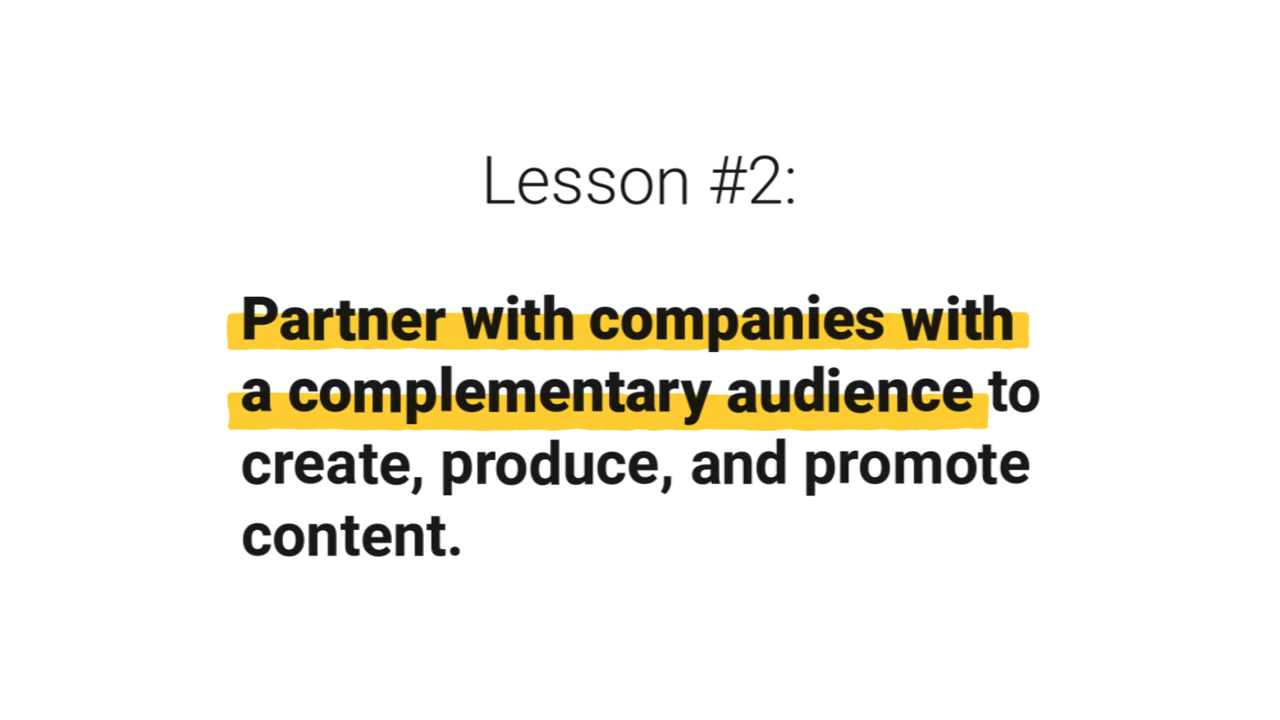 Lesson #2:
Partner with companies with
a complementary audience to
create, produce, and promote
content.